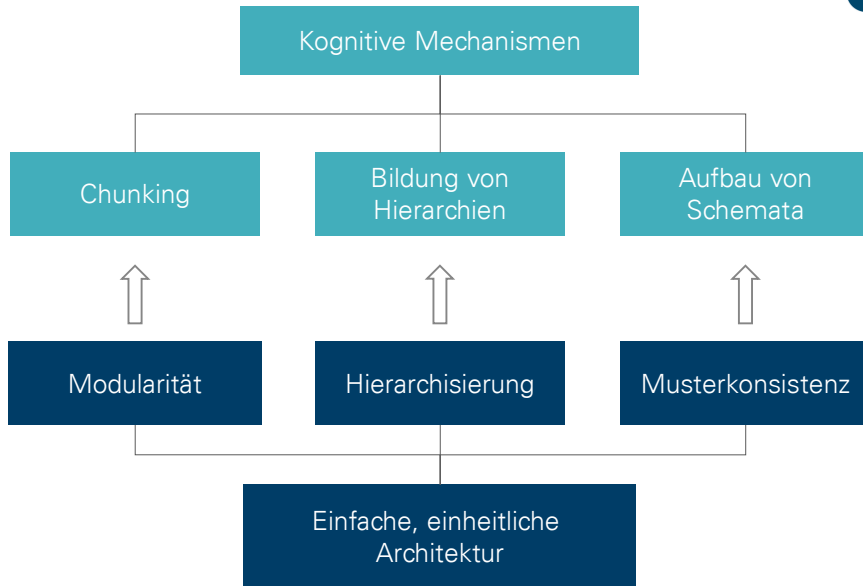 Kognitive Mechanismen
Chunking
Bildung von
Hierarchien
Aufbau von
Schemata
Modularität
Hierarchisierung
Musterkonsistenz
Einfache, einheitliche
Architektur